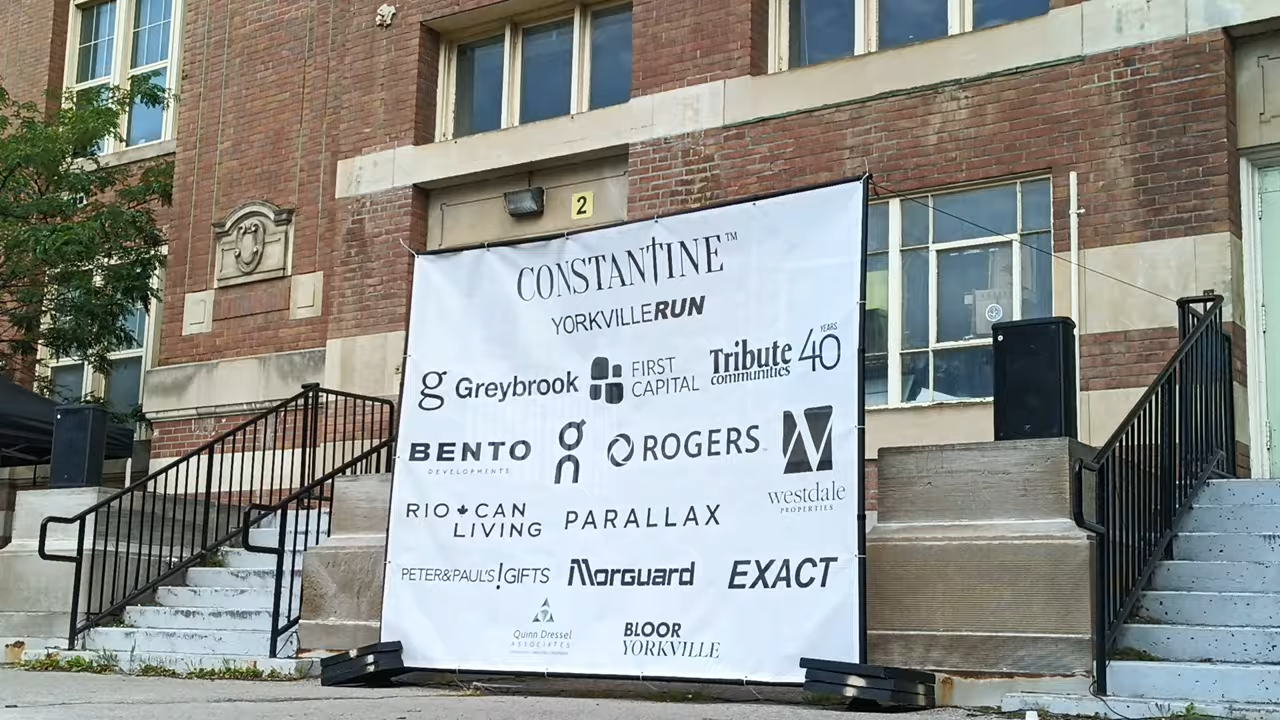 2
CONSTANTINE™
YORKVILLERUN
g Greybrook
FIRST
CAPITAL
Tribute
communities
40
YEARS
BENTO
DEVELOPMENTS
ROGERS™
westdale
PROPERTIES
RIO CAN
LIVING
PARALLAX
PETER&PAUL'S!GIFTS
Morguard
EXACT
Quinn Dressel
ASSOCIATES
BLOOR
YORKVILLE